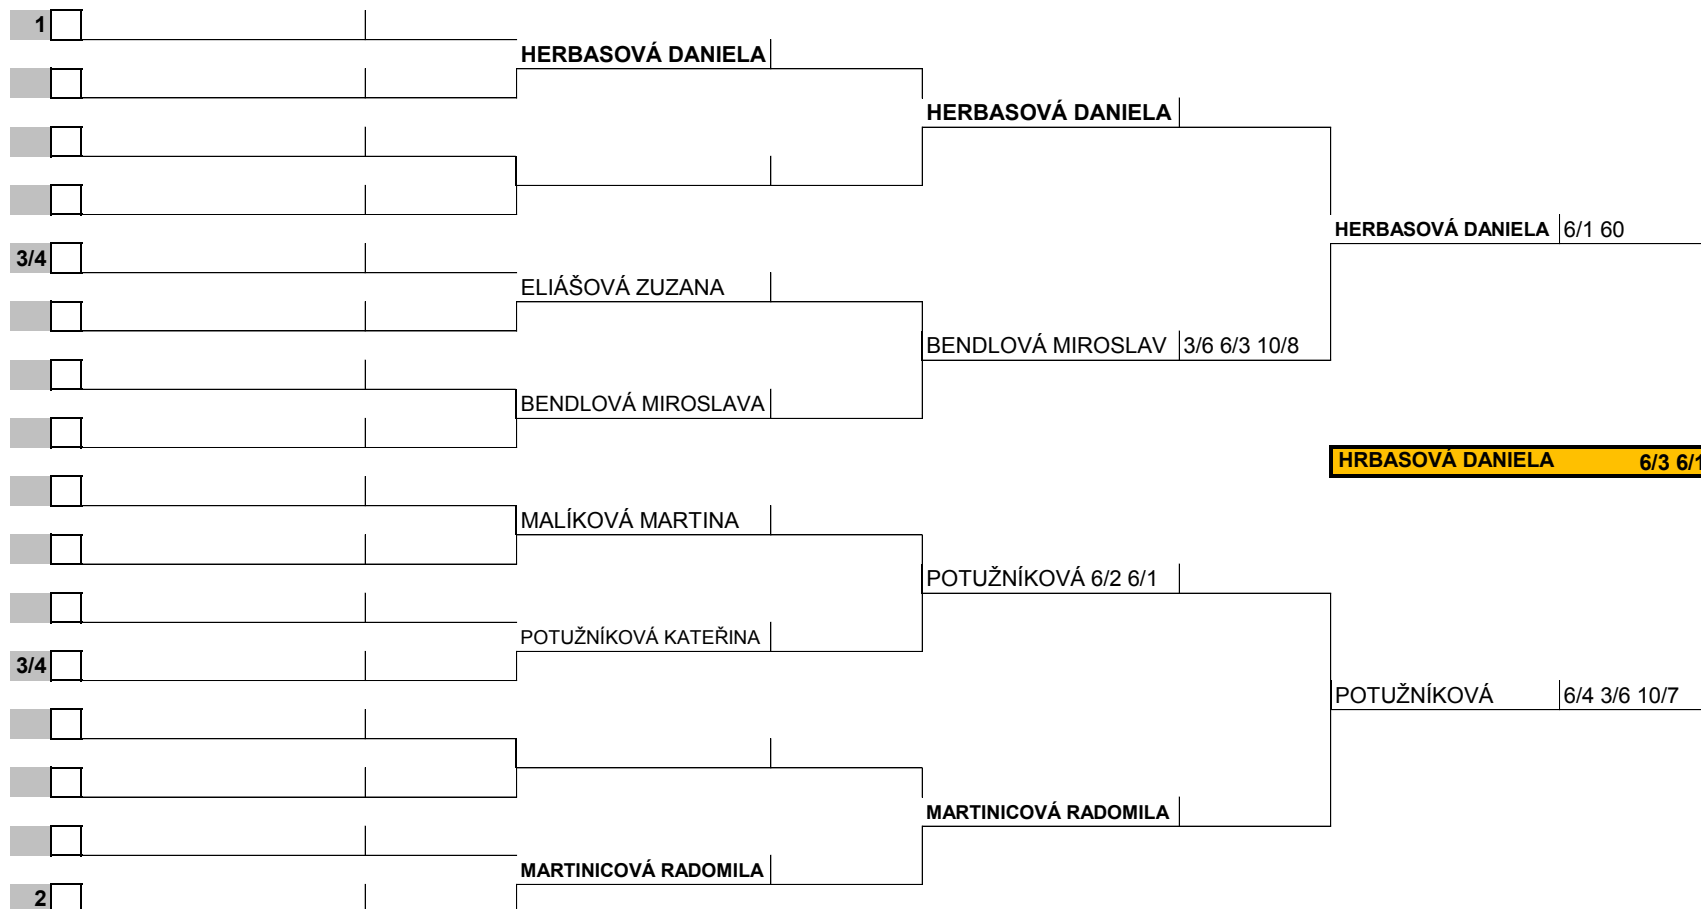 1
HERBASOVÁ DANIELA
HERBASOVÁ DANIELA
HERBASOVÁ DANIELA 6/1 60
3/4
ELIÁŠOVÁ ZUZANA
BENDLOVÁ MIROSLAV 3/6 6/3 10/8
BENDLOVÁ MIROSLAVA
HRBASOVÁ DANIELA 6/3 6/1
MALÍKOVÁ MARTINA
POTUŽNÍKOVÁ 6/2 6/1
POTUŽNÍKOVÁ KATEŘINA
3/4
POTUŽNÍKOVÁ 6/4 3/6 10/7
MARTINICOVÁ RADOMILA
MARTINICOVÁ RADOMILA
2